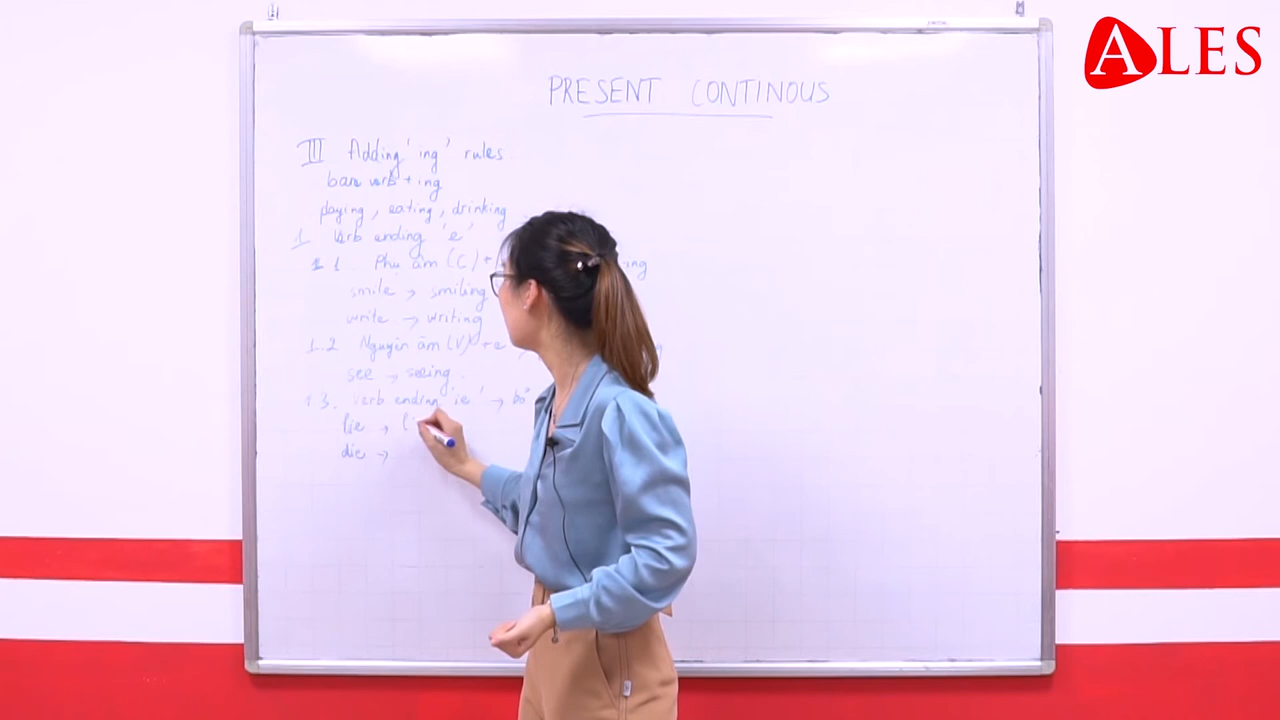 ALES
PRESENT CONTINOUS
III Adding 'ing' rules
bare verb + ing
playing, eating, drinking
1 Verb ending 'e'
1.1. Phụ âm (C) + ing
smile → smiling
write → writing
1.2 Nguyên âm (V) + e
see → seeing.
1.3. Verb ending 'ie' → bỏ
lie →
die →